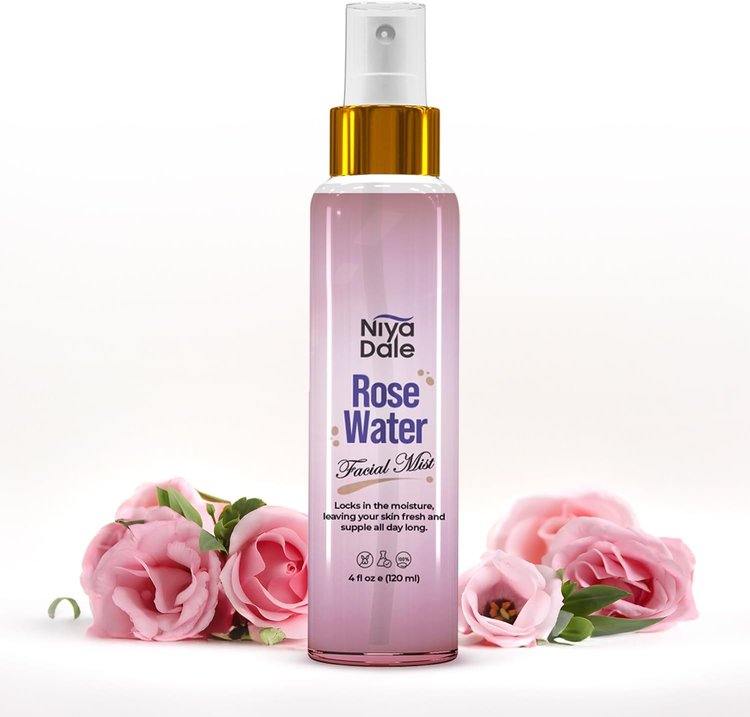 Niya
Dale
Rose
Water
Facial Mist
Locks in the moisture,
leaving your skin fresh and
supple all day long.
100%
4 fl oz e (120 ml)